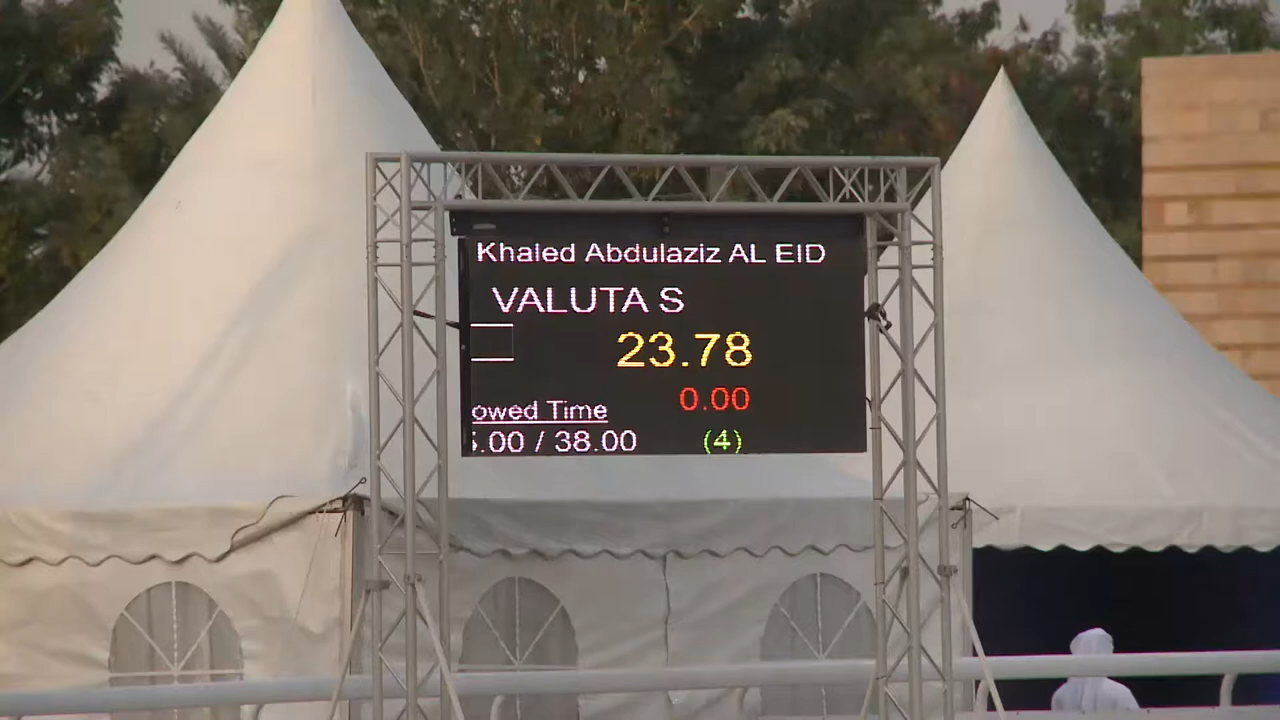 Khaled Abdulaziz AL EID
VALUTA S
23.78
0.00
owed Time
.00 / 38.00 (4)